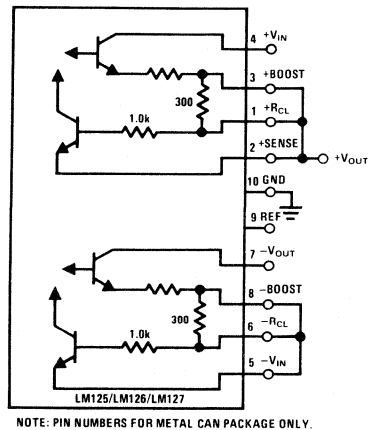 4 +VIN
3 +BOOST
300
1 +RCL
1.0k
2 +SENSE
+VOUT
10 GND
9 REF
7 −VOUT
8 −BOOST
300
6 −RCL
1.0k
5 −VIN
LM125/LM126/LM127
NOTE: PIN NUMBERS FOR METAL CAN PACKAGE ONLY.